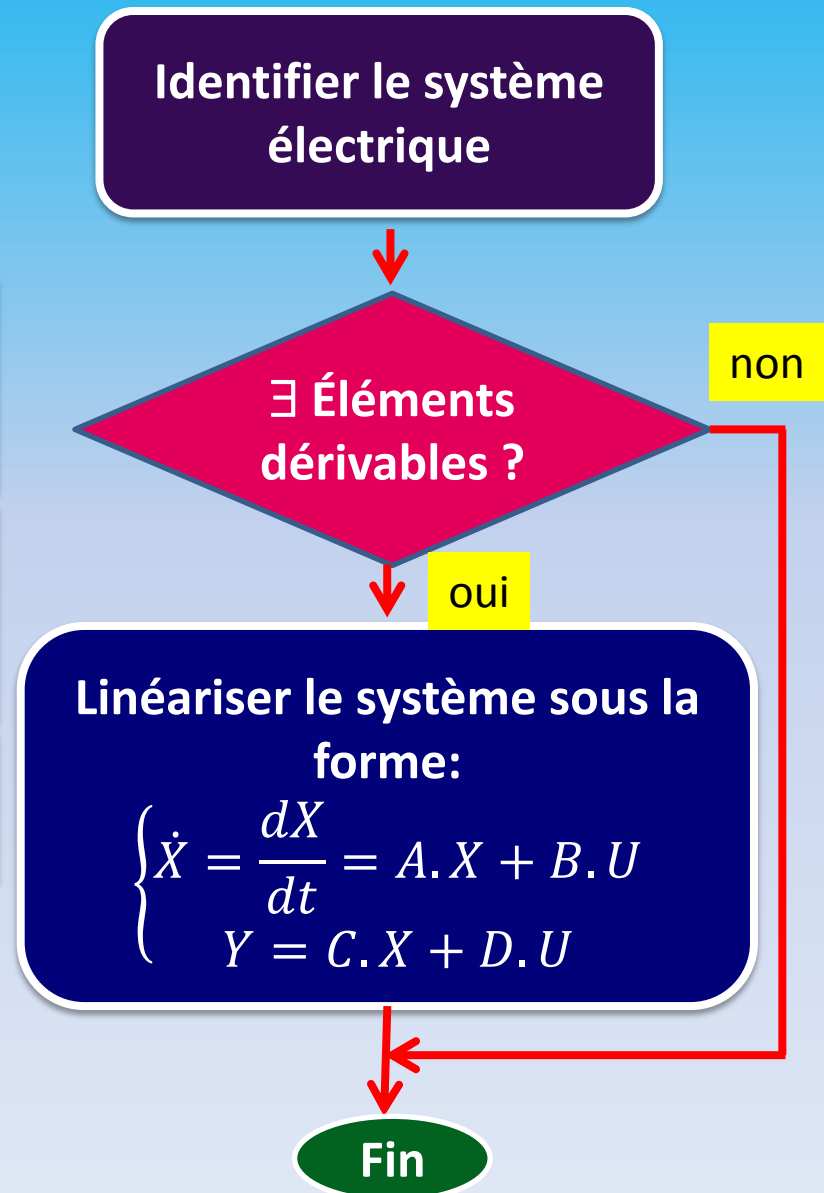 Identifier le système
électrique
∃ Éléments
dérivables ?
non
oui
Linéariser le système sous la
forme:
Ẋ = dX/dt = A.X + B.U
Y = C.X + D.U
Fin